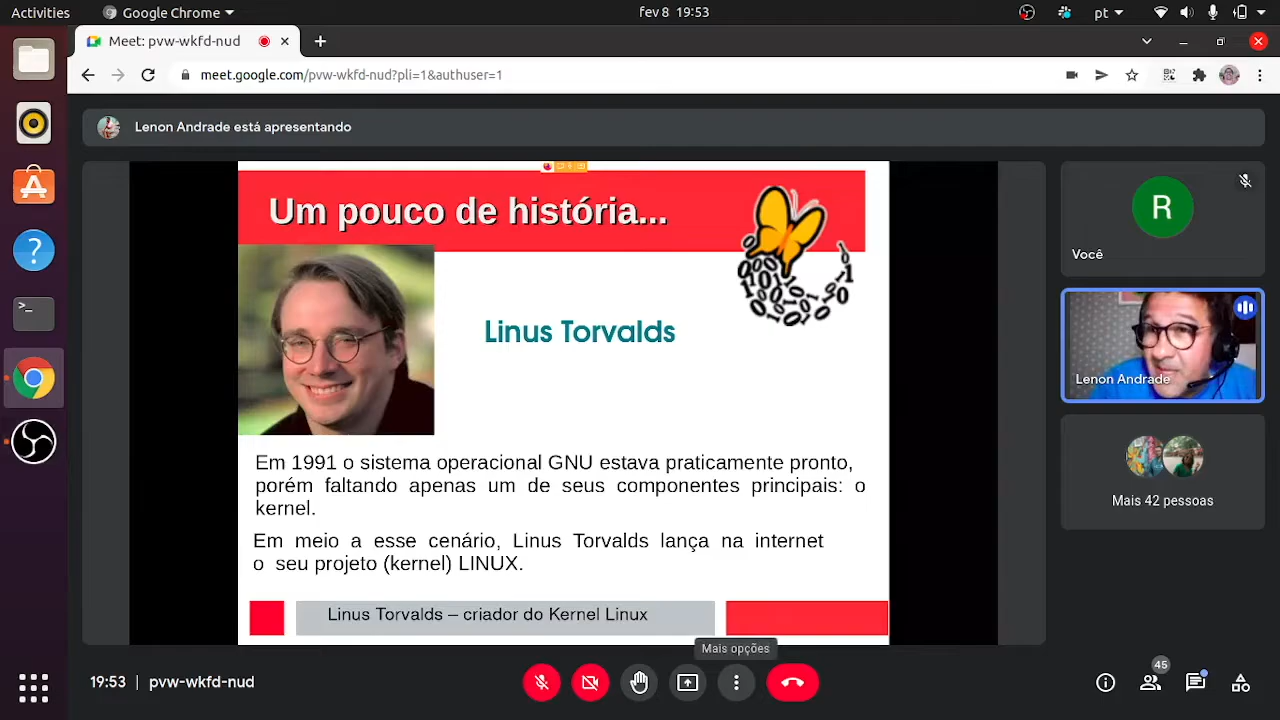 Activities
Google Chrome
fev 8 19:53
pt
Meet: pvw-wkfd-nud
meet.google.com/pvw-wkfd-nud?pli=1&authuser=1
Lenon Andrade está apresentando
Um pouco de história...
Linus Torvalds
Em 1991 o sistema operacional GNU estava praticamente pronto,
porém faltando apenas um de seus componentes principais: o
kernel.
Em meio a esse cenário, Linus Torvalds lança na internet
o seu projeto (kernel) LINUX.
Linus Torvalds – criador do Kernel Linux
R
Você
Lenon Andrade
Mais 42 pessoas
Mais opções
19:53 | pvw-wkfd-nud
45